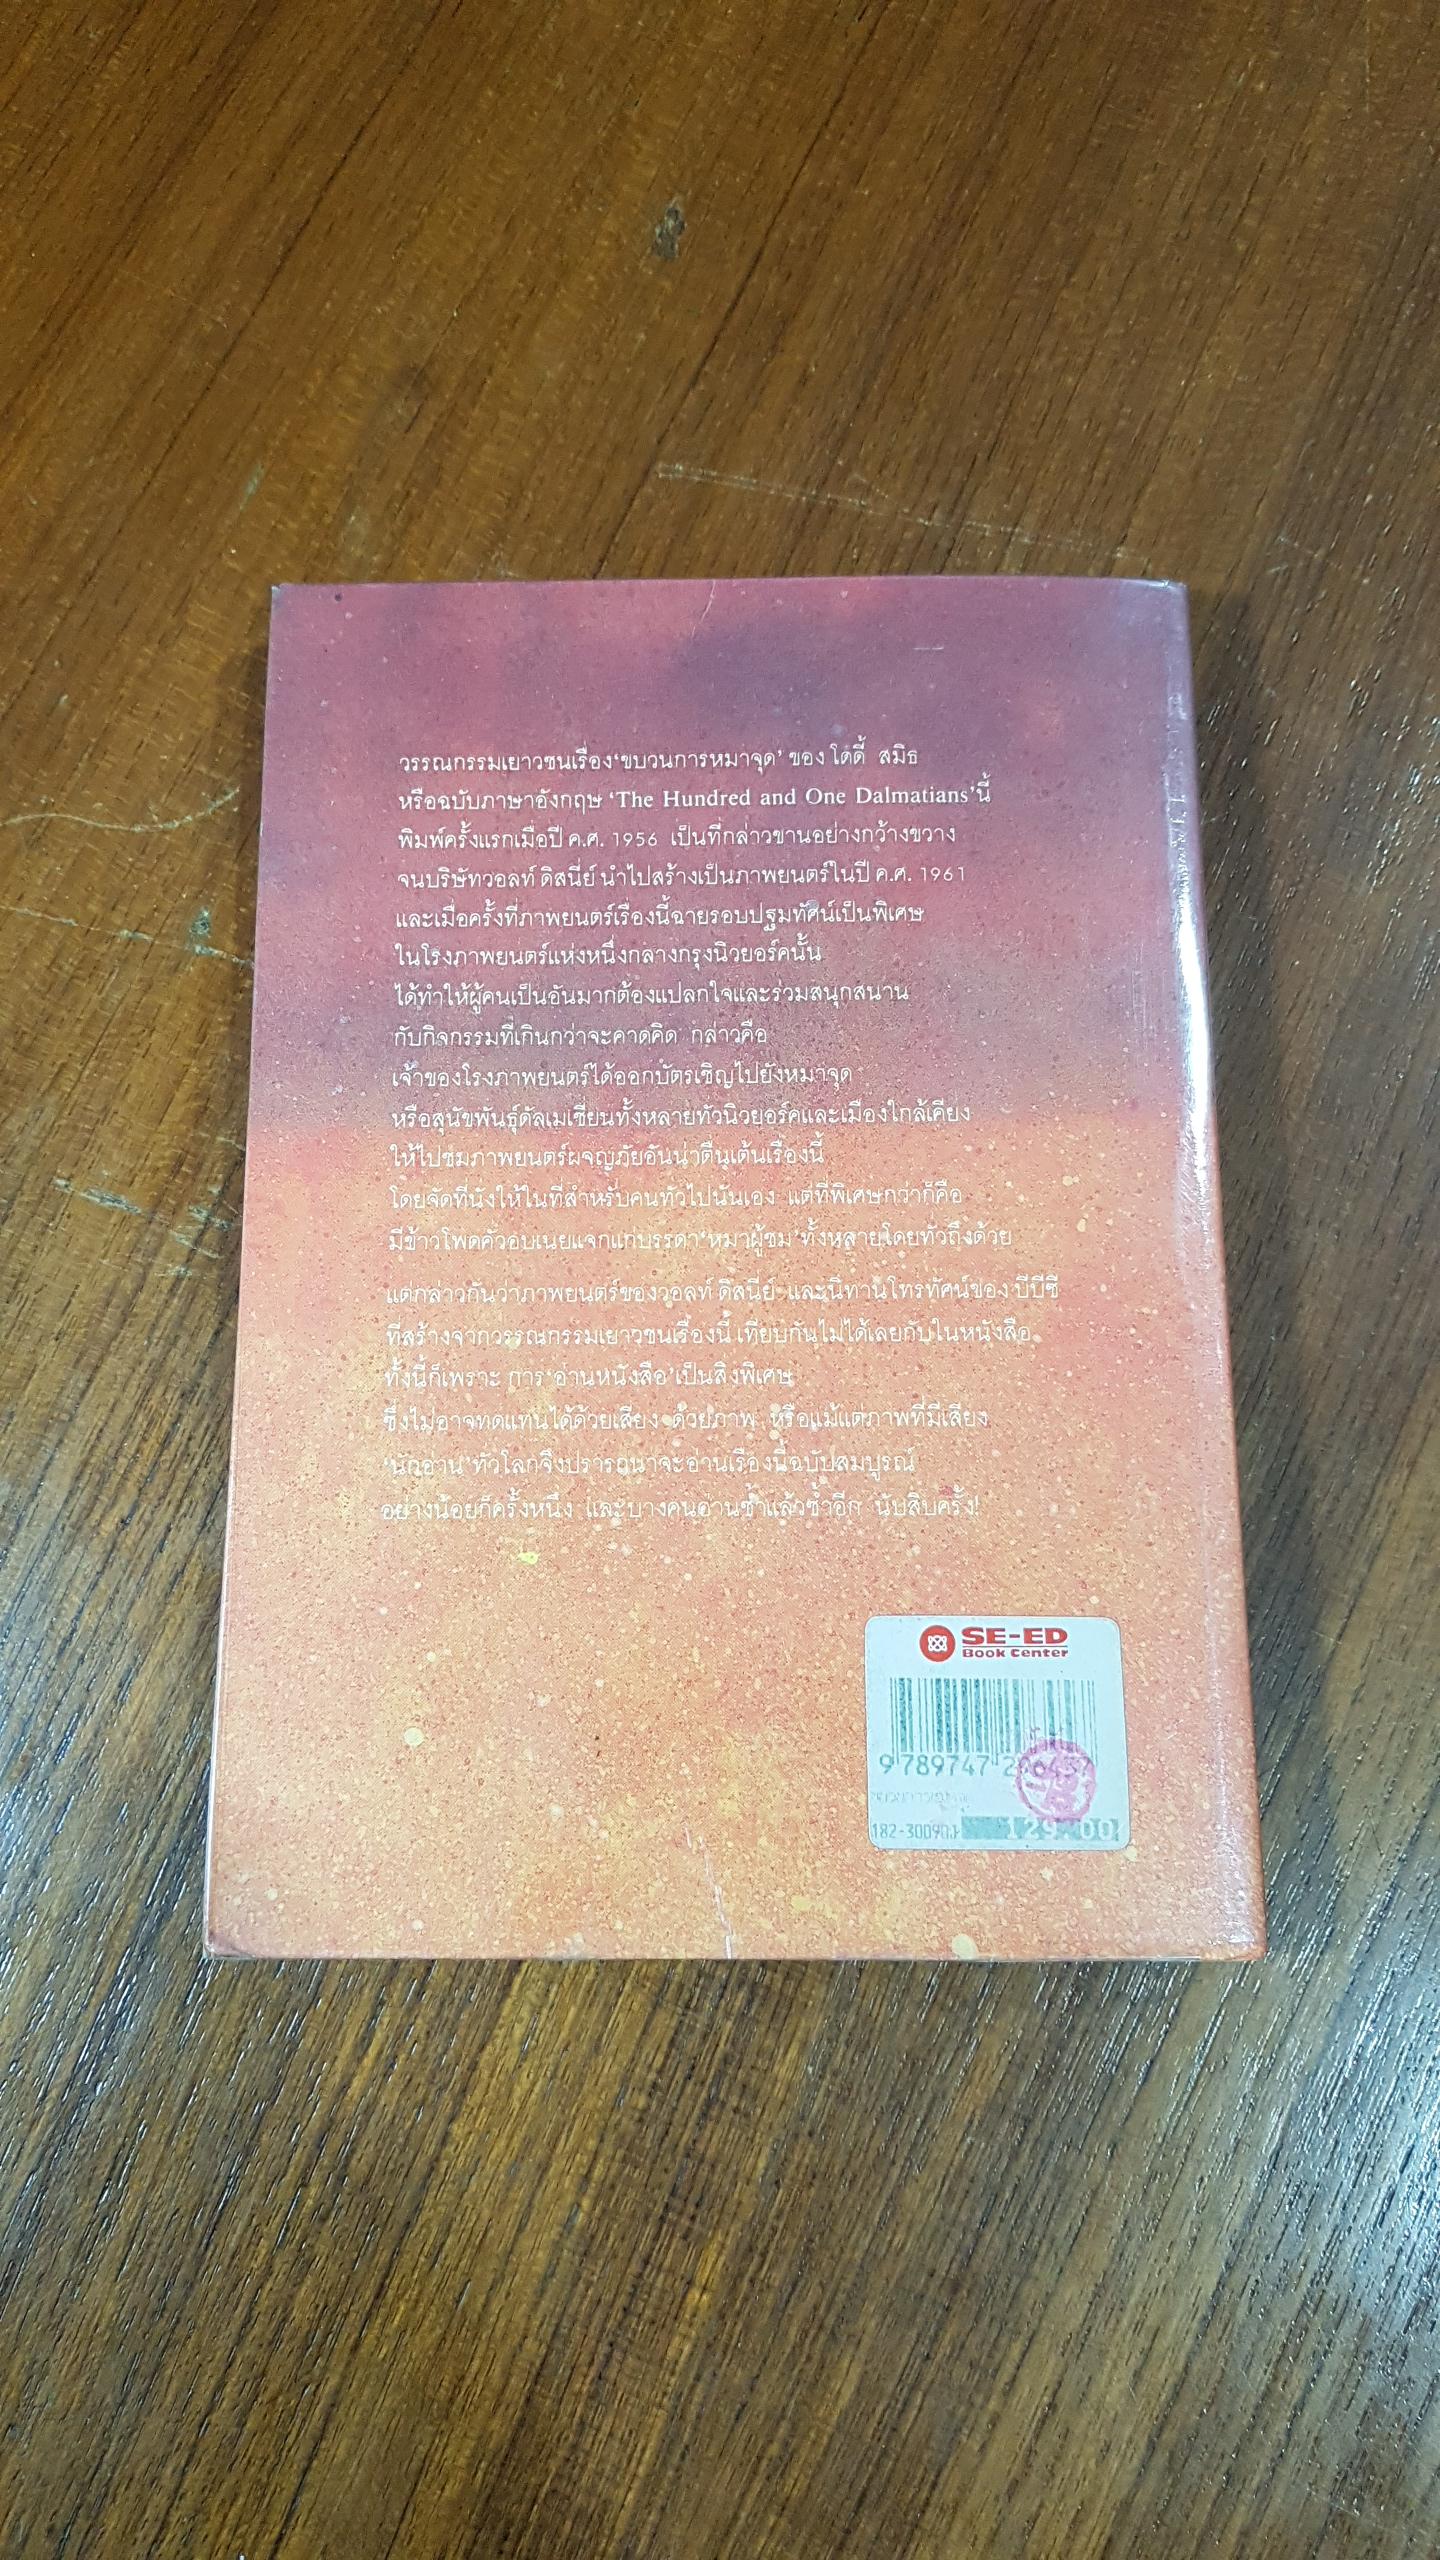 วรรณกรรมเยาวชนเรื่อง‘ขบวนการหมาจุด’ ของ โดดี้ สมิธ
หรือฉบับภาษาอังกฤษ ‘The Hundred and One Dalmatians’นี้
พิมพ์ครั้งแรกเมื่อปี ค.ศ. 1956 เป็นที่กล่าวขานอย่างกว้างขวาง
จนบริษัทวอลท์ ดิสนี่ย์ นำไปสร้างเป็นภาพยนตร์ในปี ค.ศ. 1961
และเมื่อครั้งที่ภาพยนตร์เรื่องนี้ฉายรอบปฐมทัศน์เป็นพิเศษ
ในโรงภาพยนตร์แห่งหนึ่งกลางกรุงนิวยอร์คนั้น
ได้ทำให้ผู้คนเป็นอันมากต้องแปลกใจและร่วมสนุกสนาน
กับกิจกรรมที่เกินกว่าจะคาดคิด กล่าวคือ
เจ้าของโรงภาพยนตร์ได้ออกบัตรเชิญไปยังหมาจุด
หรือสุนัขพันธุ์ดัลเมเชียนทั้งหลายทั่วนิวยอร์คและเมืองใกล้เคียง
ให้ไปชมภาพยนตร์ผจญภัยอันน่าตื่นเต้นเรื่องนี้
โดยจัดที่นั่งให้ในที่สำหรับคนทั่วไปนั่นเอง แต่ที่พิเศษกว่าก็คือ
มีข้าวโพดคั่วอบเนยแจกแก่บรรดา‘หมาผู้ชม’ทั้งหลายโดยทั่วถึงด้วย
แต่กล่าวกันว่าภาพยนตร์ของวอลท์ ดิสนี่ย์ และนิทานโทรทัศน์ของ บีบีซี
ที่สร้างจากวรรณกรรมเยาวชนเรื่องนี้ เทียบกันไม่ได้เลยกับในหนังสือ
ทั้งนี้ก็เพราะ การ‘อ่านหนังสือ’เป็นสิ่งพิเศษ
ซึ่งไม่อาจทดแทนได้ด้วยเสียง ด้วยภาพ หรือแม้แต่ภาพที่มีเสียง
‘นักอ่าน’ทั่วโลกจึงปรารถนาจะอ่านเรื่องนี้ฉบับสมบูรณ์
อย่างน้อยก็ครั้งหนึ่ง และบางคนอ่านซ้ำแล้วซ้ำอีก นับสิบครั้ง!
SE-ED
Book Center
9 789747
129.00